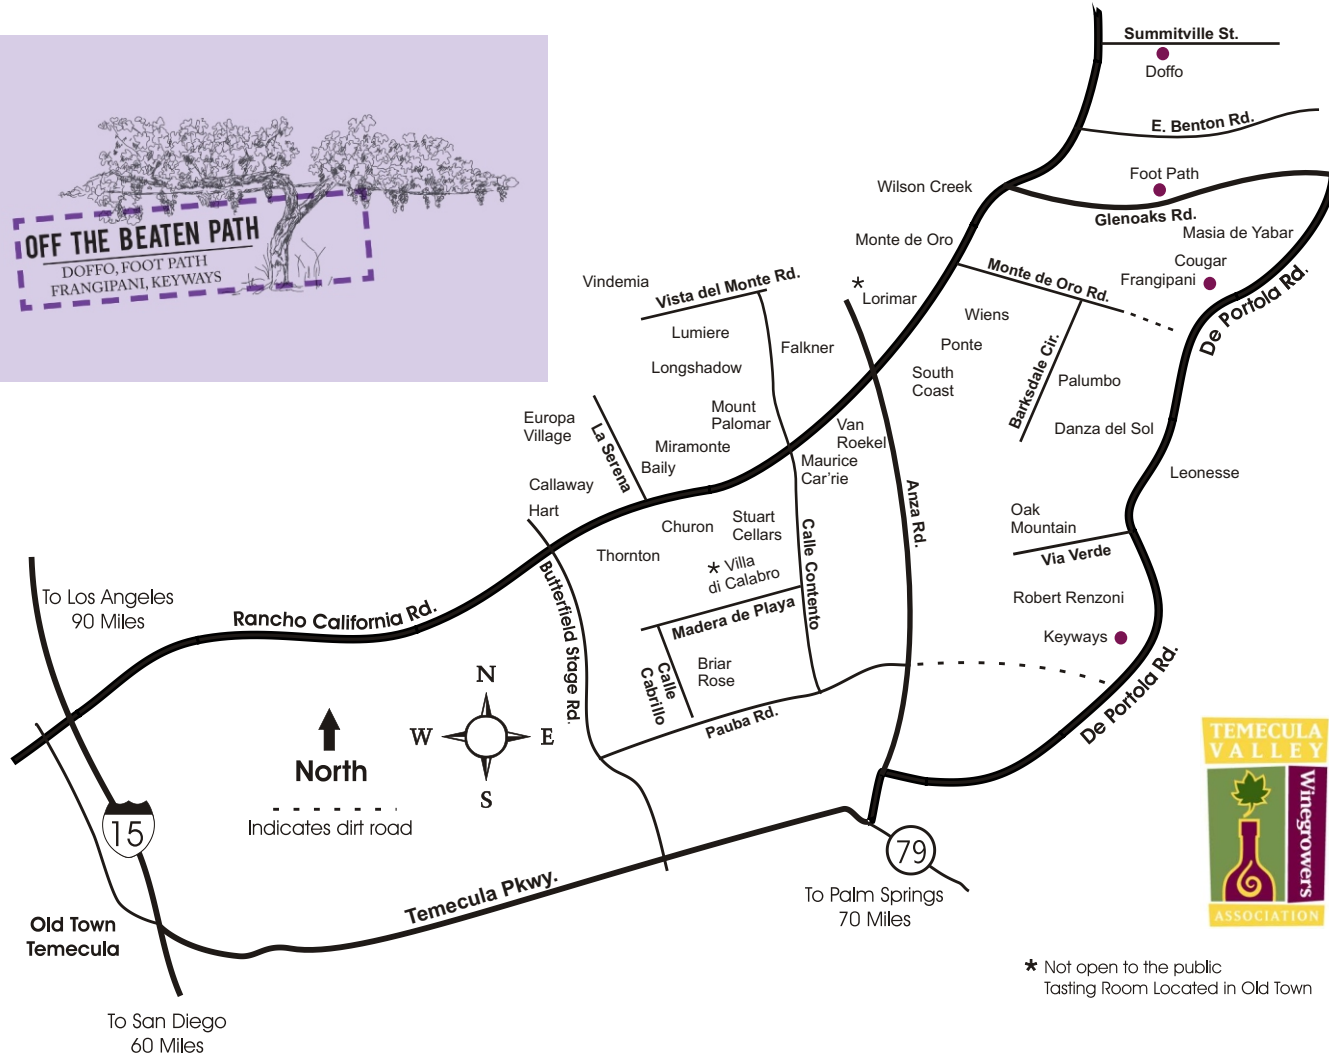 OFF THE BEATEN PATH
DOFFO, FOOT PATH
FRANGIPANI, KEYWAYS
Summitville St.
Doffo
E. Benton Rd.
Foot Path
Wilson Creek
Glenoaks Rd.
Masia de Yabar
Monte de Oro
Cougar
Frangipani
Monte de Oro Rd.
De Portola Rd.
Vindemia
Vista del Monte Rd.
*
Lorimar
Wiens
Lumiere
Falkner
Ponte
Longshadow
South
Coast
Barksdale Cir.
Palumbo
Europa
Village
La Serena
Mount
Palomar
Van
Roekel
Danza del Sol
Miramonte
Baily
Maurice
Car'rie
Leonesse
Callaway
Hart
Anza Rd.
Oak
Mountain
Churon
Stuart
Cellars
Calle Contento
Thornton
* Villa
di Calabro
Via Verde
Butterfield Stage Rd.
To Los Angeles
90 Miles
Rancho California Rd.
Madera de Playa
Robert Renzoni
Keyways
Calle
Cabrillo
Briar
Rose
De Portola Rd.
Pauba Rd.
N
W
E
S
North
Indicates dirt road
15
79
To Palm Springs
70 Miles
Temecula Pkwy.
Old Town
Temecula
To San Diego
60 Miles
TEMECULA
VALLEY
Winegrowers
ASSOCIATION
* Not open to the public
Tasting Room Located in Old Town